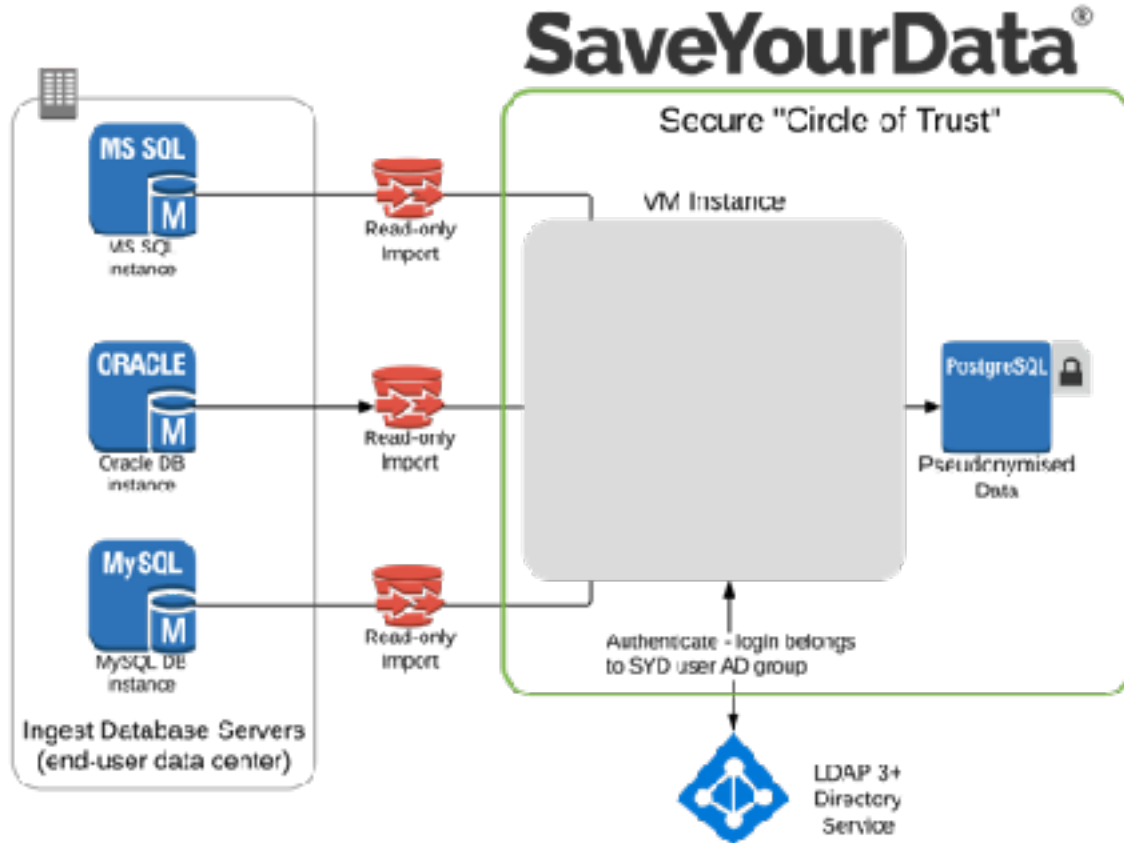 SaveYourData®
Secure "Circle of Trust"
MS SQL
M
MS SQL
instance
Read-only
Import
VM Instance
ORACLE
M
Oracle DB
instance
Read-only
Import
PostgreSQL
Pseudonymised
Data
MySQL
M
MySQL DB
instance
Read-only
Import
Authenticate - login belongs
to SYD user AD group
Ingest Database Servers
(end-user data center)
LDAP 3+
Directory
Service